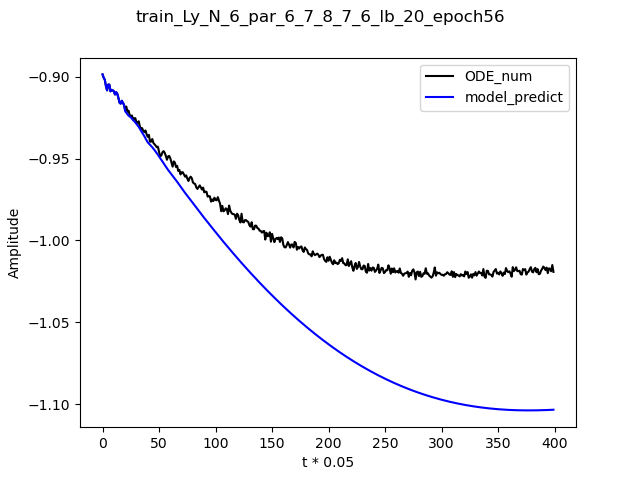 train_Ly_N_6_par_6_7_8_7_6_lb_20_epoch56
ODE_num
model_predict
Amplitude
−0.90
−0.95
−1.00
−1.05
−1.10
0 50 100 150 200 250 300 350 400
t * 0.05